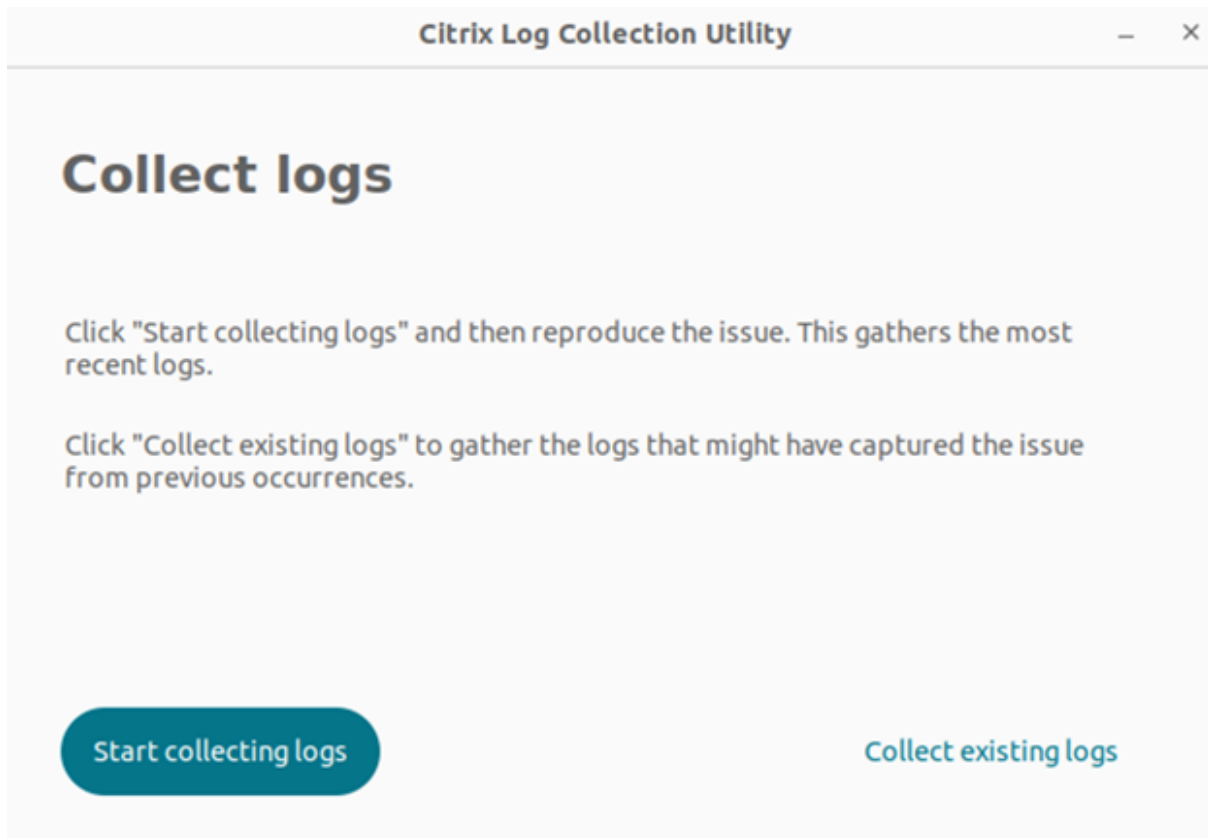 Citrix Log Collection Utility
Collect logs
Click "Start collecting logs" and then reproduce the issue. This gathers the most
recent logs.
Click "Collect existing logs" to gather the logs that might have captured the issue
from previous occurrences.
Start collecting logs
Collect existing logs